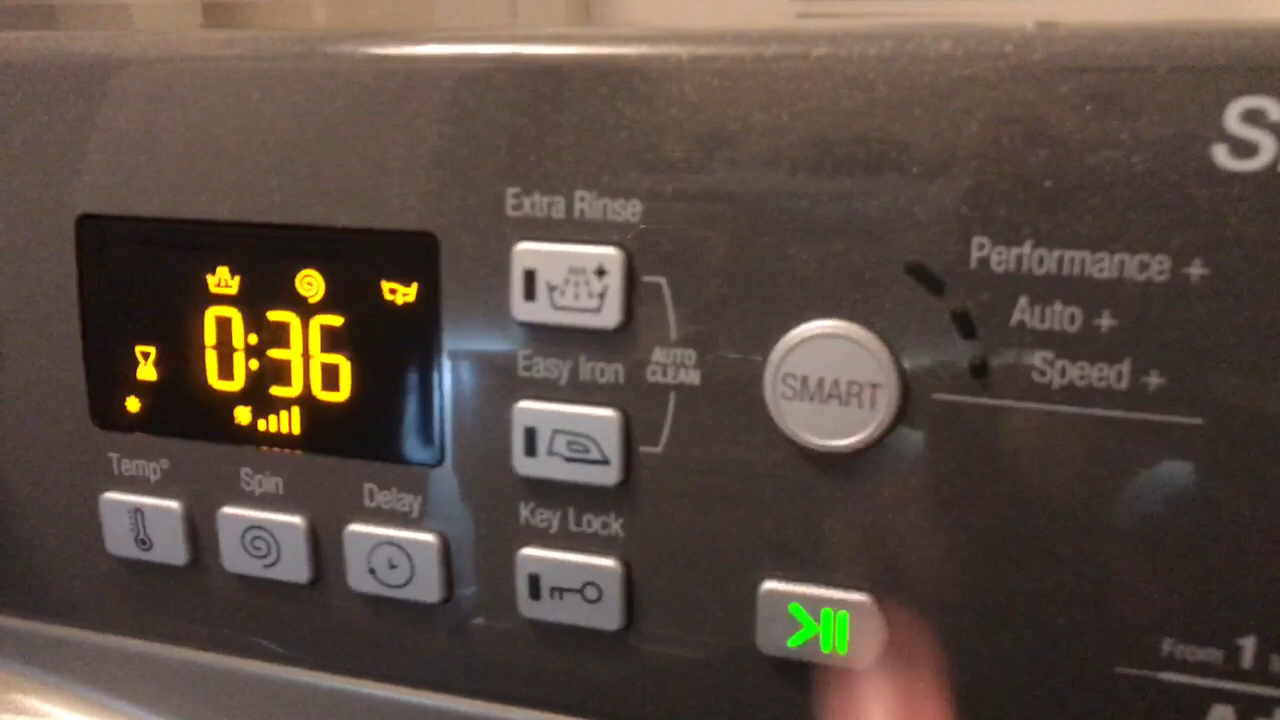 S
Extra Rinse
Performance +
Auto +
Speed +
0:36
Easy Iron
AUTO
CLEAN
SMART
Temp°
Spin
Delay
Key Lock
From 1